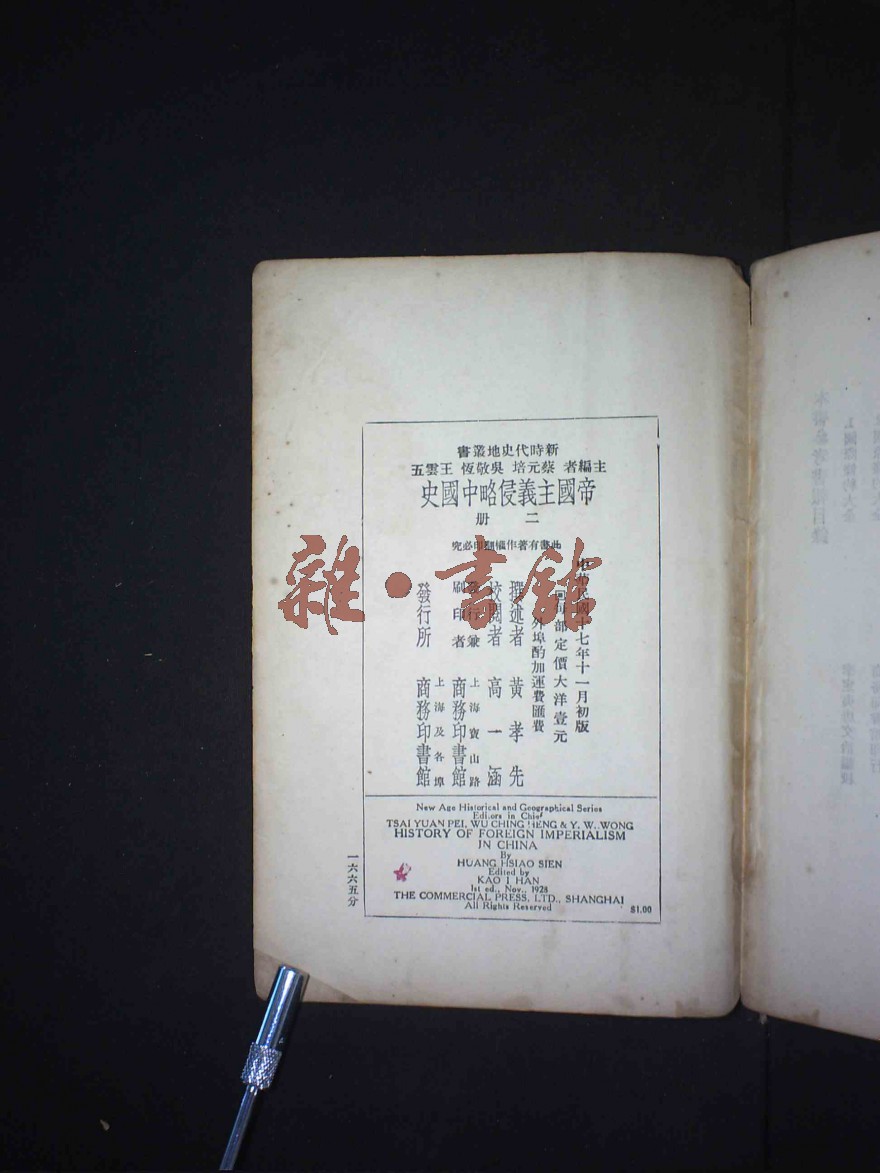 新時代史地叢書
主編者 蔡元培 吳敬恆 王雲五
帝國主義侵略中國史
二册
此書有著作權翻印必究
中華民國十七年十一月初版
每部定價大洋壹元
外埠酌加運費匯費
撰述者 黃孝先
校閱者 高一涵
發行兼印刷者 上海寶山路 商務印書館
發行所 上海及各埠 商務印書館
New Age Historical and Geographical Series
Editors in Chief
TSAI YUAN PEI, WU CHING HENG & Y. W. WONG
HISTORY OF FOREIGN IMPERIALISM
IN CHINA
By
HUANG HSIAO SIEN
Edited by
KAO I HAN
1st ed., Nov., 1928
THE COMMERCIAL PRESS, LTD., SHANGHAI
All Rights Reserved
$1.00
一六六五分
雜·書館